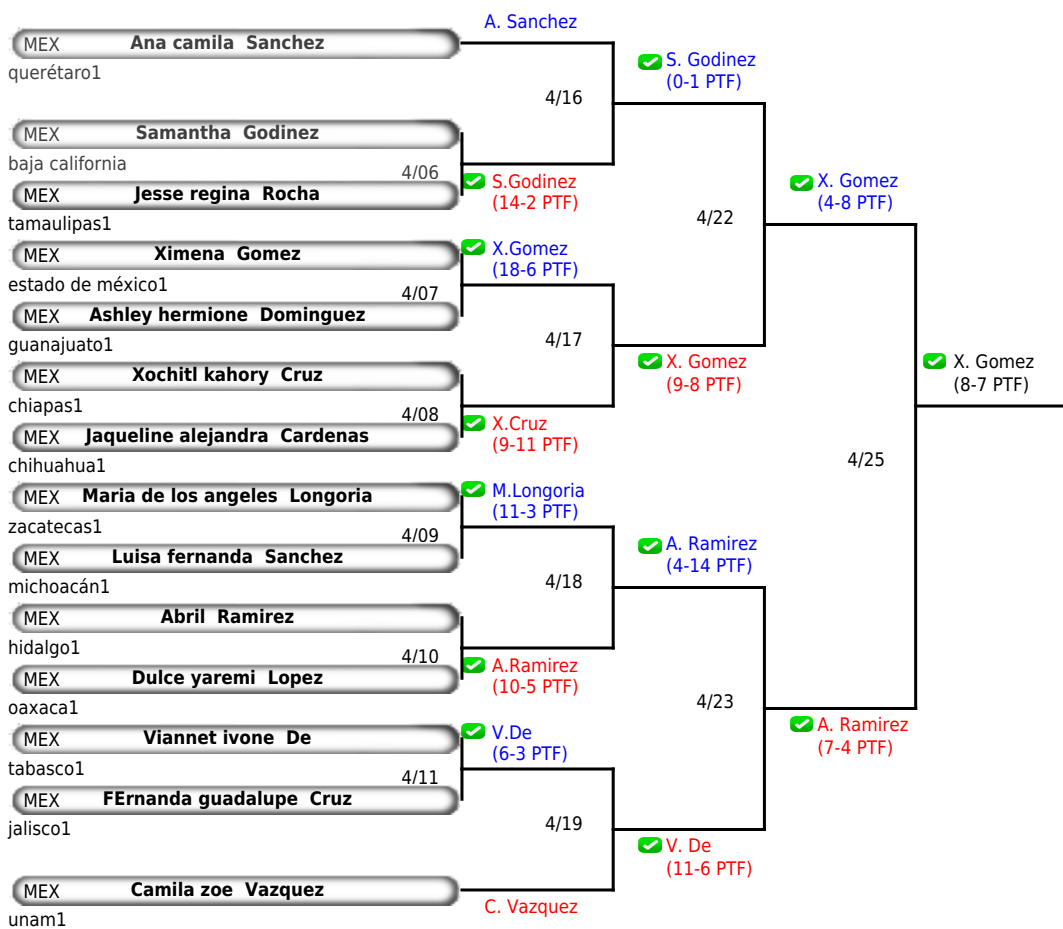 A. Sanchez
MEX Ana camila Sanchez
querétaro1
S. Godinez
(0-1 PTF)
4/16
MEX Samantha Godinez
baja california
4/06
MEX Jesse regina Rocha
tamaulipas1
S.Godinez
(14-2 PTF)
X. Gomez
(4-8 PTF)
4/22
MEX Ximena Gomez
estado de méxico1
X.Gomez
(18-6 PTF)
4/07
MEX Ashley hermione Dominguez
guanajuato1
4/17
X. Gomez
(9-8 PTF)
X. Gomez
(8-7 PTF)
MEX Xochitl kahory Cruz
chiapas1
4/08
MEX Jaqueline alejandra Cardenas
chihuahua1
X.Cruz
(9-11 PTF)
4/25
MEX Maria de los angeles Longoria
zacatecas1
M.Longoria
(11-3 PTF)
4/09
MEX Luisa fernanda Sanchez
michoacán1
A. Ramirez
(4-14 PTF)
4/18
MEX Abril Ramirez
hidalgo1
4/10
MEX Dulce yaremi Lopez
oaxaca1
A.Ramirez
(10-5 PTF)
4/23
A. Ramirez
(7-4 PTF)
MEX Viannet ivone De
tabasco1
V.De
(6-3 PTF)
4/11
MEX FErnanda guadalupe Cruz
jalisco1
4/19
V. De
(11-6 PTF)
MEX Camila zoe Vazquez
unam1
C. Vazquez